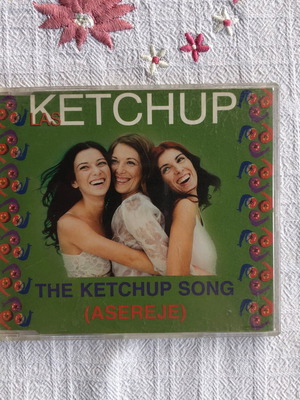 LAS
KETCHUP
THE KETCHUP SONG
(ASEREJE)